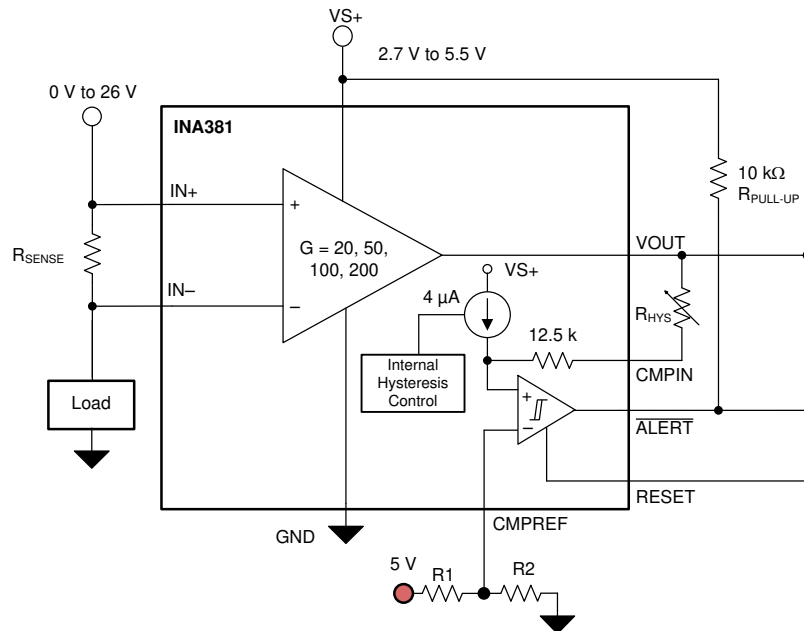 VS+
2.7 V to 5.5 V
0 V to 26 V
INA381
IN+
10 kΩ
RPULL-UP
+
VOUT
RSENSE
G = 20, 50,
100, 200
VS+
IN–
–
4 µA
RHYS
12.5 k
Internal
Hysteresis
Control
CMPIN
Load
+
–
ALERT
RESET
CMPREF
GND
5 V
R1
R2